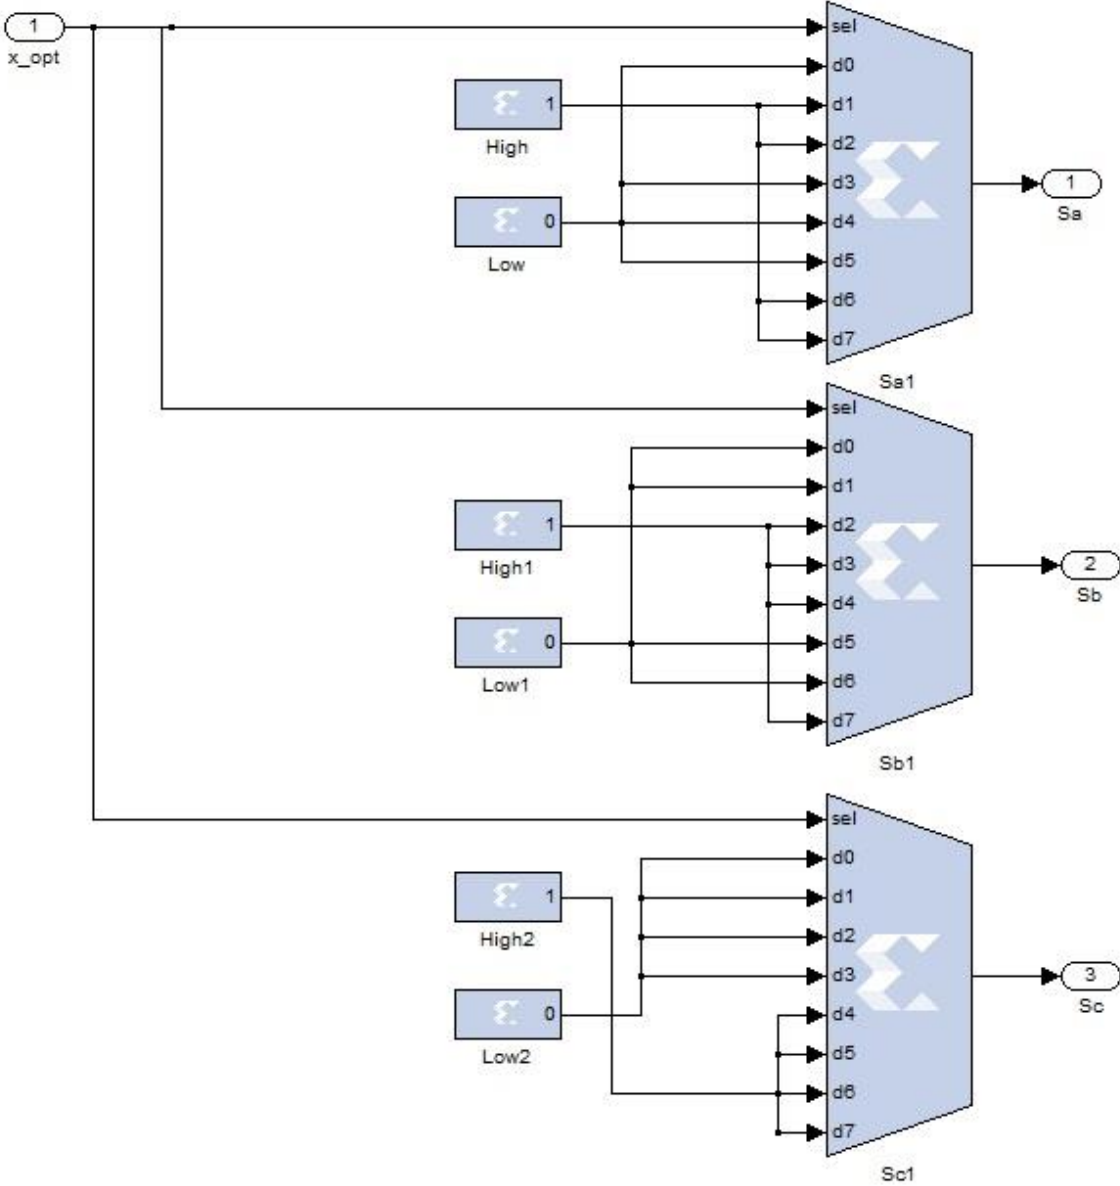 1
x_opt
sel
d0
1
d1
High
d2
d3
1
Sa
0
d4
Low
d5
d6
d7
Sa1
sel
d0
d1
1
d2
High1
d3
2
Sb
d4
0
d5
Low1
d6
d7
Sb1
sel
d0
1
d1
High2
d2
d3
3
Sc
0
d4
Low2
d5
d6
d7
Sc1